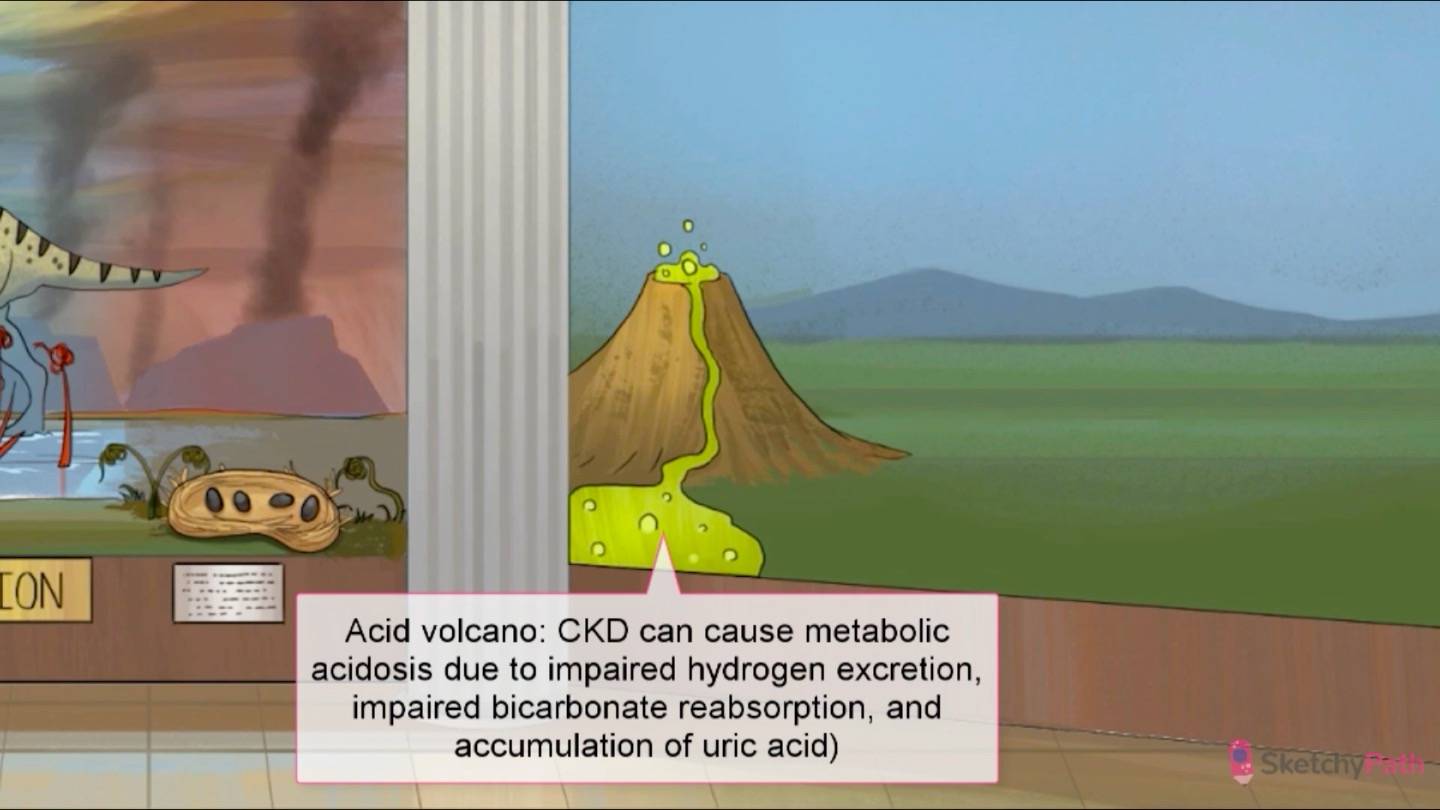 ION
Acid volcano: CKD can cause metabolic
acidosis due to impaired hydrogen excretion,
impaired bicarbonate reabsorption, and
accumulation of uric acid)
SketchyPath